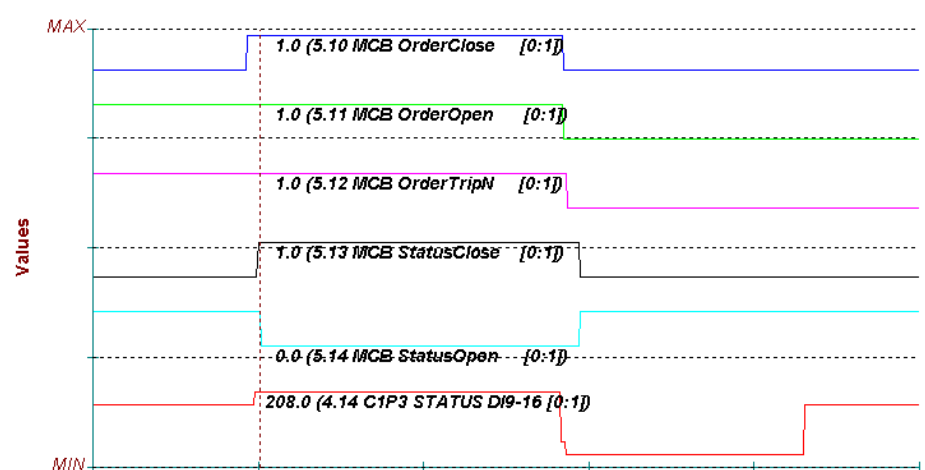 MAX
1.0 (5.10 MCB OrderClose [0:1])
1.0 (5.11 MCB OrderOpen [0:1])
1.0 (5.12 MCB OrderTripN [0:1])
Values
1.0 (5.13 MCB StatusClose [0:1])
0.0 (5.14 MCB StatusOpen [0:1])
208.0 (4.14 C1P3 STATUS DI9-16 [0:1])
MIN